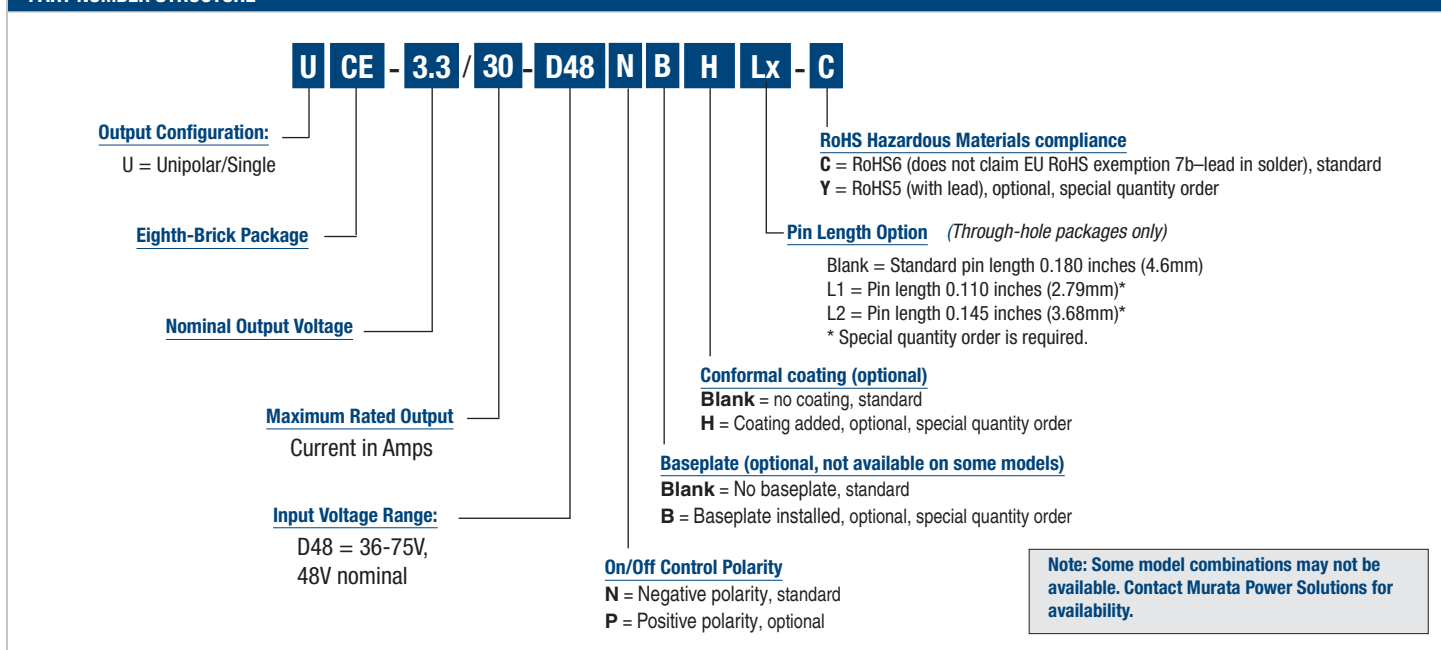 PART NUMBER STRUCTURE
U CE - 3.3 / 30 - D48 N B H Lx - C
Output Configuration:
U = Unipolar/Single
Eighth-Brick Package
Nominal Output Voltage
Maximum Rated Output
Current in Amps
Input Voltage Range:
D48 = 36-75V,
48V nominal
RoHS Hazardous Materials compliance
C = RoHS6 (does not claim EU RoHS exemption 7b–lead in solder), standard
Y = RoHS5 (with lead), optional, special quantity order
Pin Length Option (Through-hole packages only)
Blank = Standard pin length 0.180 inches (4.6mm)
L1 = Pin length 0.110 inches (2.79mm)*
L2 = Pin length 0.145 inches (3.68mm)*
* Special quantity order is required.
Conformal coating (optional)
Blank = no coating, standard
H = Coating added, optional, special quantity order
Baseplate (optional, not available on some models)
Blank = No baseplate, standard
B = Baseplate installed, optional, special quantity order
On/Off Control Polarity
N = Negative polarity, standard
P = Positive polarity, optional
Note: Some model combinations may not be
available. Contact Murata Power Solutions for
availability.